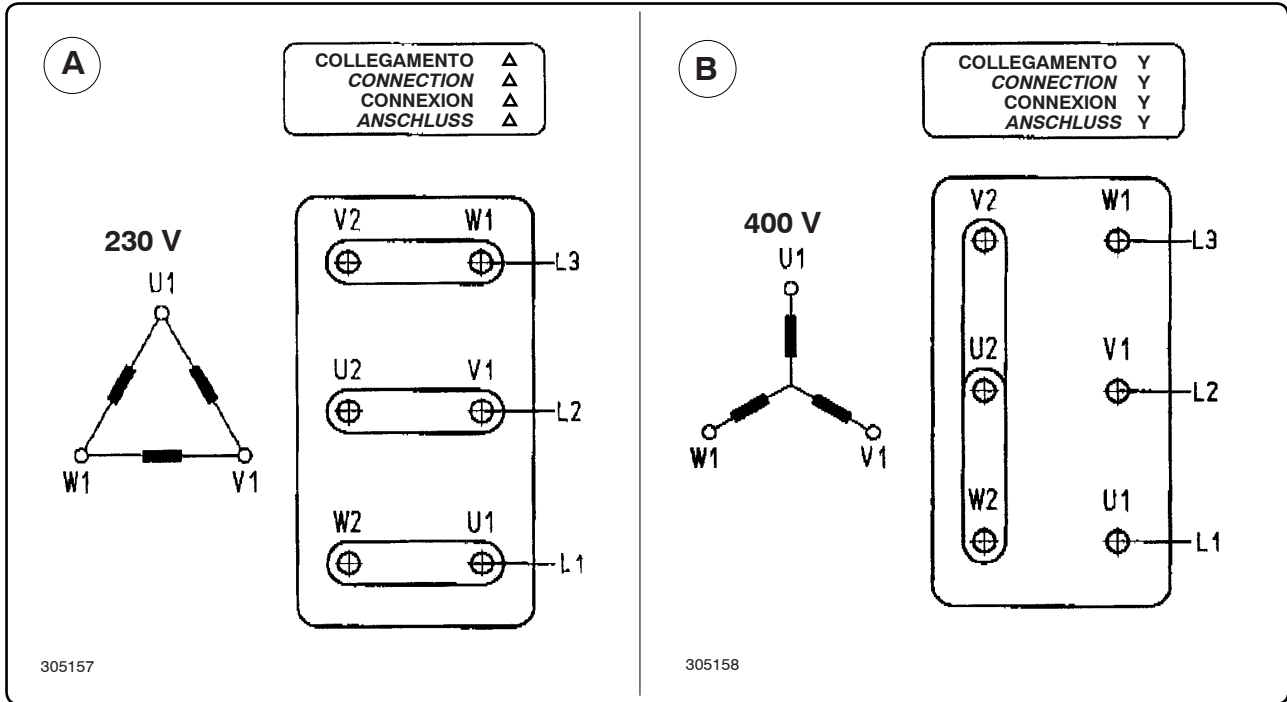 A
COLLEGAMENTO Δ
CONNECTION Δ
CONNEXION Δ
ANSCHLUSS Δ
230 V
U1
W1
V1
V2 W1
L3
U2 V1
L2
W2 U1
L1
305157
B
COLLEGAMENTO Y
CONNECTION Y
CONNEXION Y
ANSCHLUSS Y
400 V
U1
W1
V1
V2 W1
L3
U2 V1
L2
W2 U1
L1
305158